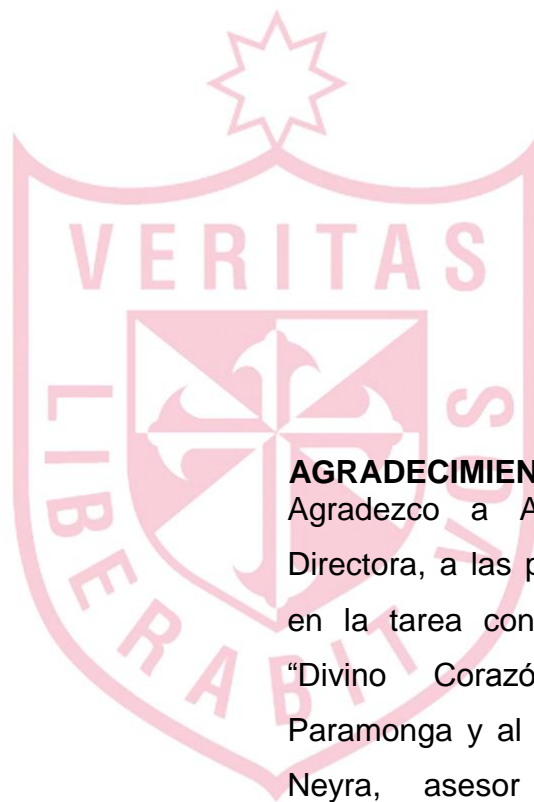 VERITAS
LIBERABIT VOS
AGRADECIMIEN
Agradezco a A
Directora, a las p
en la tarea con
“Divino Corazó
Paramonga y al
Neyra, asesor